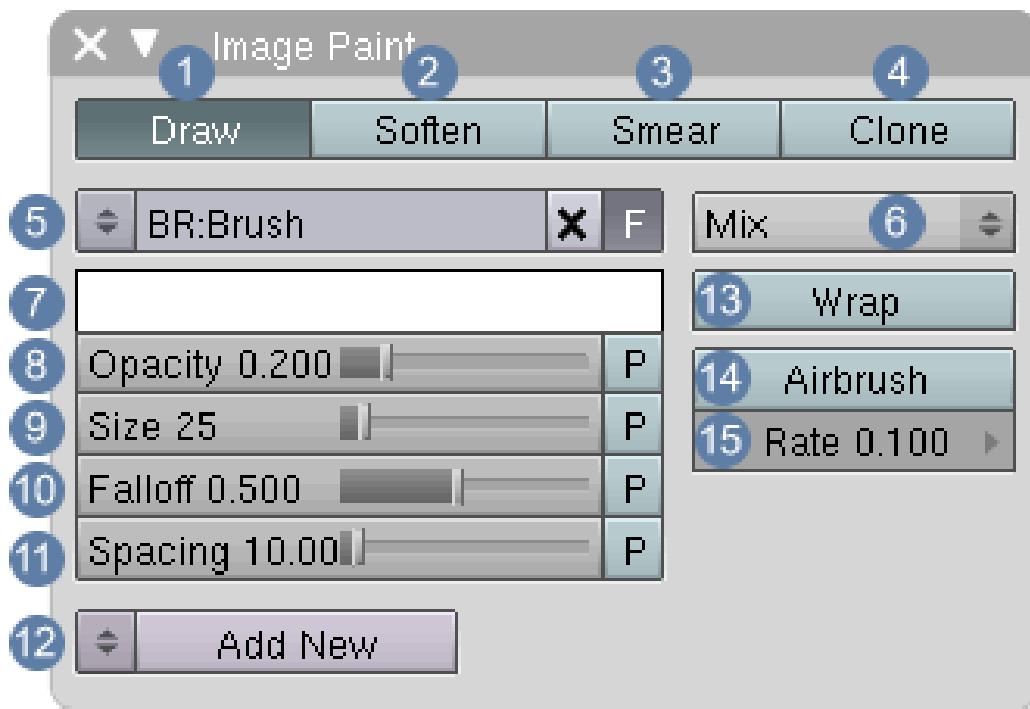 Image Paint
1 2 3 4
Draw Soften Smear Clone
5 BR:Brush X F Mix 6
7 13 Wrap
8 Opacity 0.200 P 14 Airbrush
9 Size 25 P 15 Rate 0.100
10 Falloff 0.500 P
11 Spacing 10.00 P
12 Add New